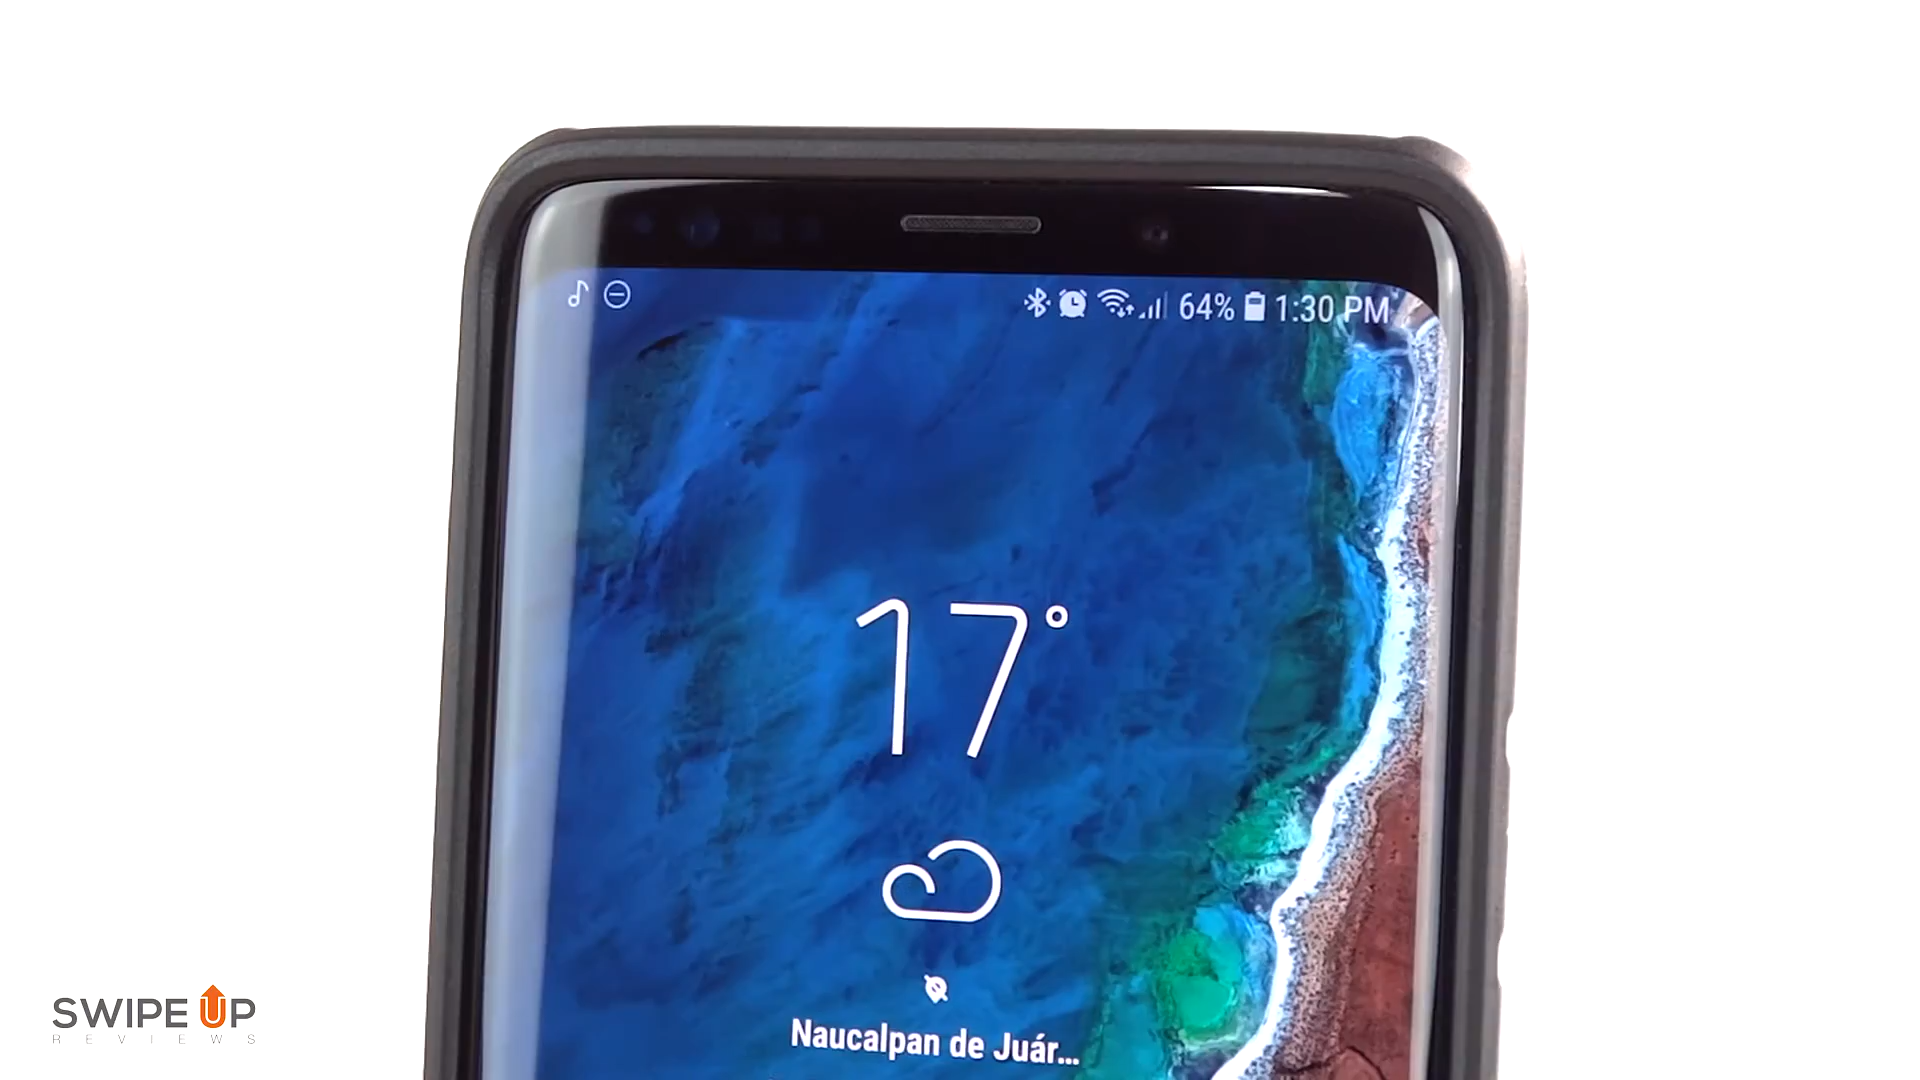 64% 1:30 PM
17°
Naucalpan de Juár...
SWIPE UP
REVIEWS